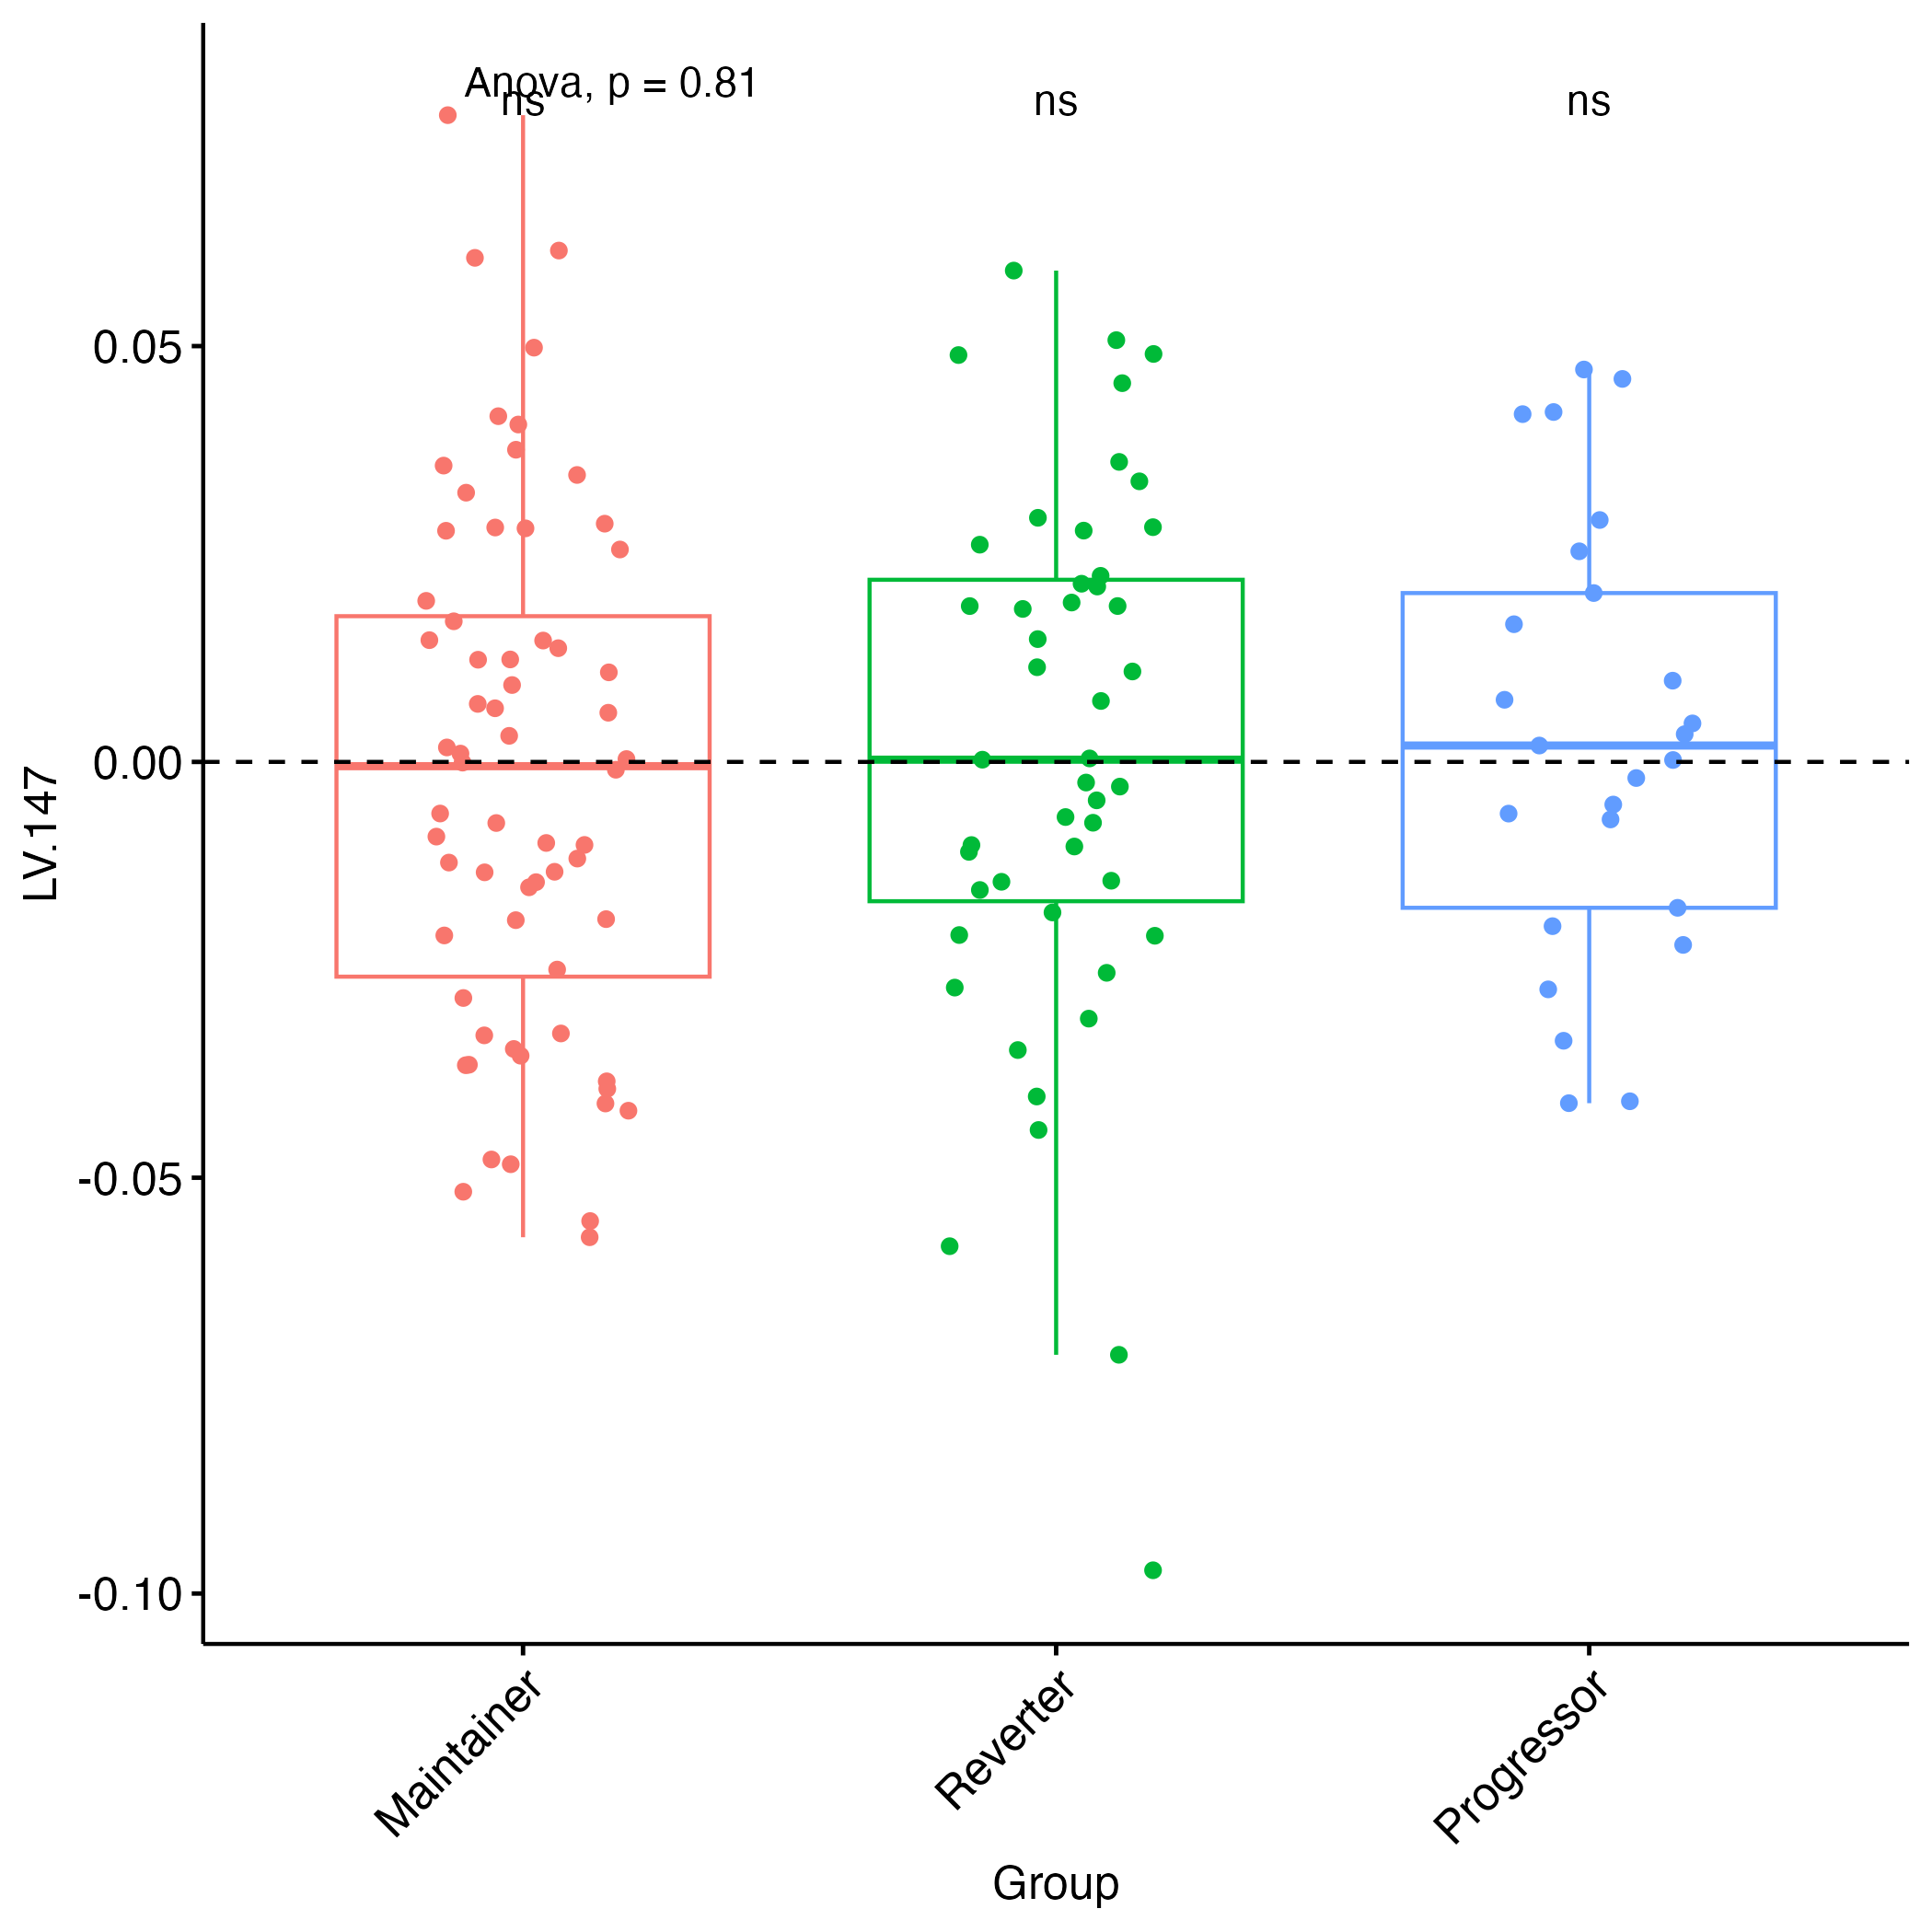 Anova, p = 0.81
ns
ns
ns
0.05
0.00
-0.05
-0.10
LV.147
Maintainer
Reverter
Progressor
Group